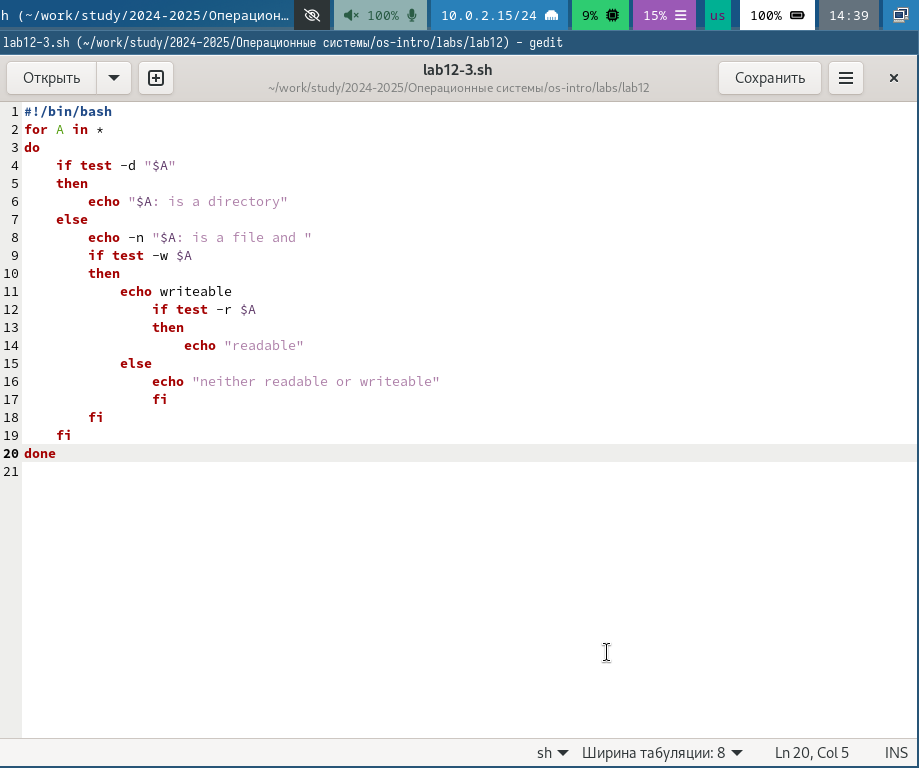 h (~/work/study/2024-2025/Операцион… 100% 10.0.2.15/24 9% 15% us 100% 14:39
lab12-3.sh (~/work/study/2024-2025/Операционные системы/os-intro/labs/lab12) - gedit
Открыть lab12-3.sh Сохранить
~/work/study/2024-2025/Операционные системы/os-intro/labs/lab12
1 #!/bin/bash
2 for A in *
3 do
4     if test -d "$A"
5     then
6         echo "$A: is a directory"
7     else
8         echo -n "$A: is a file and "
9         if test -w $A
10         then
11             echo writeable
12                 if test -r $A
13                 then
14                     echo "readable"
15             else
16                 echo "neither readable or writeable"
17                 fi
18         fi
19     fi
20 done
21
sh Ширина табуляции: 8 Ln 20, Col 5 INS